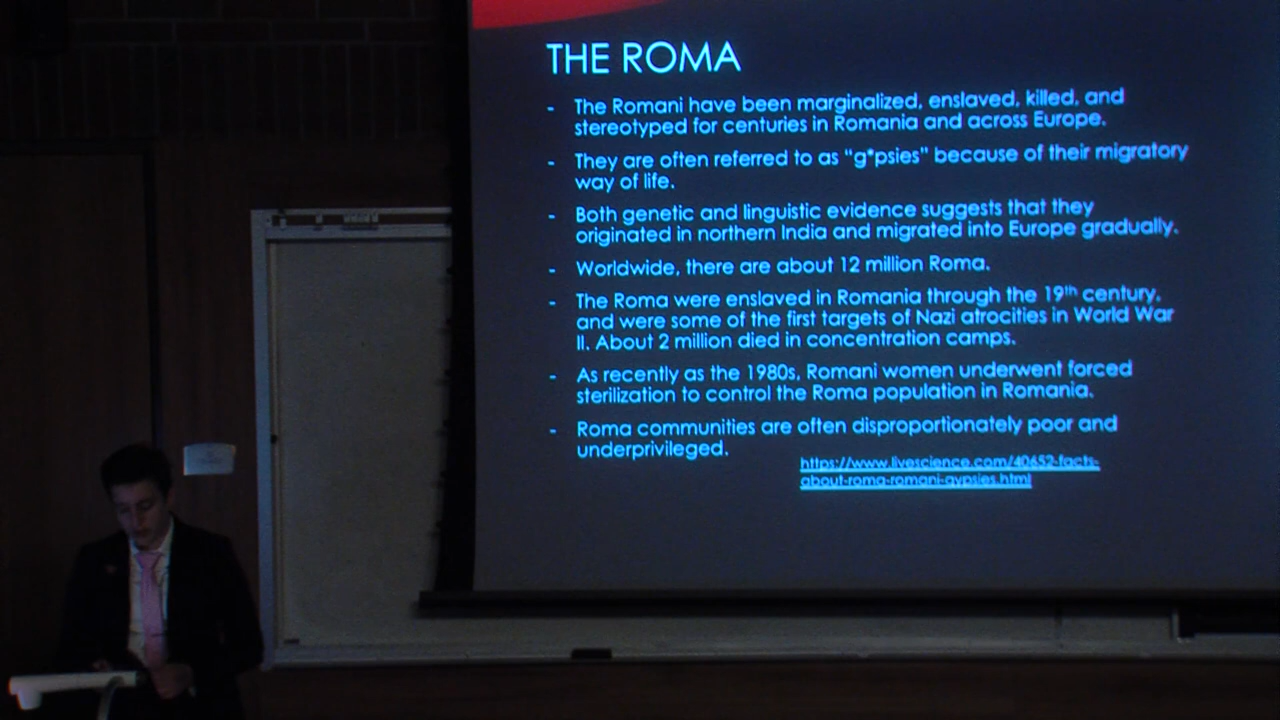 THE ROMA
- The Romani have been marginalized, enslaved, killed, and
stereotyped for centuries in Romania and across Europe.
- They are often referred to as “g*psies” because of their migratory
way of life.
- Both genetic and linguistic evidence suggests that they
originated in northern India and migrated into Europe gradually.
- Worldwide, there are about 12 million Roma.
- The Roma were enslaved in Romania through the 19th century,
and were some of the first targets of Nazi atrocities in World War
II. About 2 million died in concentration camps.
- As recently as the 1980s, Romani women underwent forced
sterilization to control the Roma population in Romania.
- Roma communities are often disproportionately poor and
underprivileged.
https://www.livescience.com/40652-facts-
about-roma-romani-gypsies.html